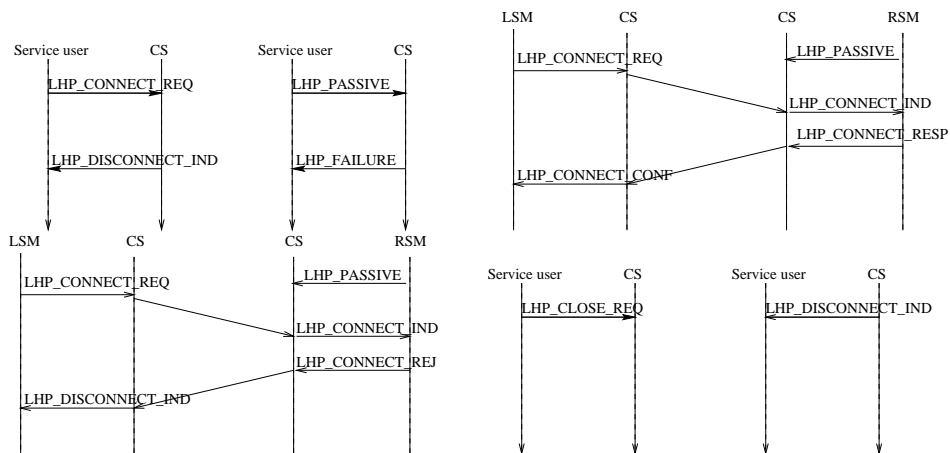 Service user CS Service user CS
LHP_CONNECT_REQ LHP_PASSIVE
LHP_DISCONNECT_IND LHP_FAILURE
LSM CS CS RSM
LHP_PASSIVE
LHP_CONNECT_REQ
LHP_CONNECT_IND
LHP_CONNECT_RESP
LHP_CONNECT_CONF
LSM CS CS RSM
LHP_PASSIVE
LHP_CONNECT_REQ
LHP_CONNECT_IND
LHP_CONNECT_REJ
LHP_DISCONNECT_IND
Service user CS Service user CS
LHP_CLOSE_REQ LHP_DISCONNECT_IND